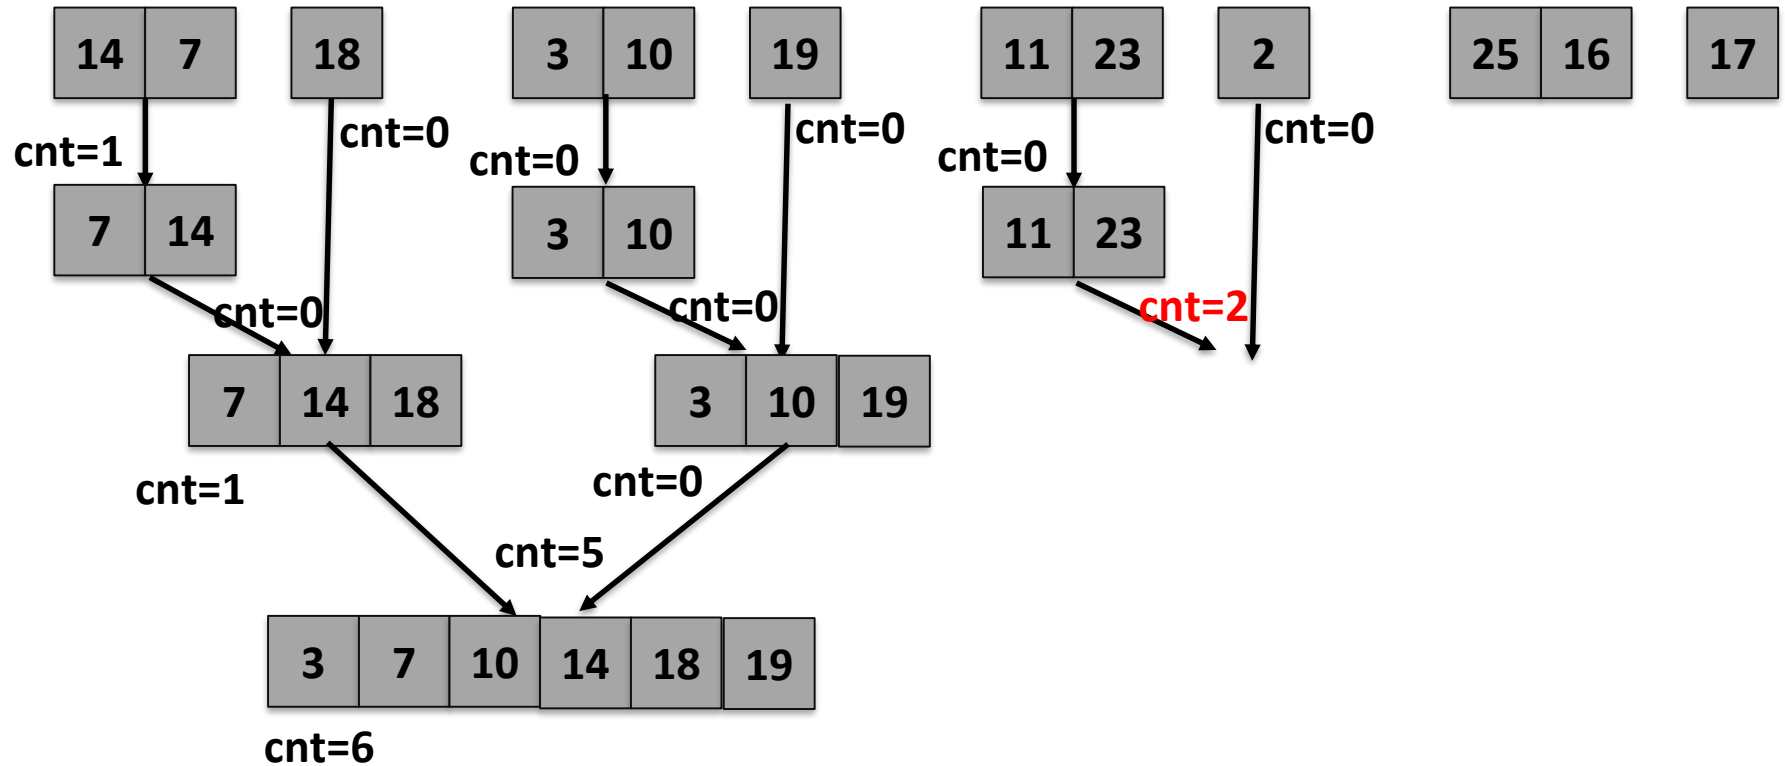 14 7 18 3 10 19 11 23 2 25 16 17
cnt=1 cnt=0 cnt=0 cnt=0 cnt=0 cnt=0
7 14 3 10 11 23
cnt=0 cnt=0 cnt=2
7 14 18 3 10 19
cnt=1 cnt=0
cnt=5
3 7 10 14 18 19
cnt=6